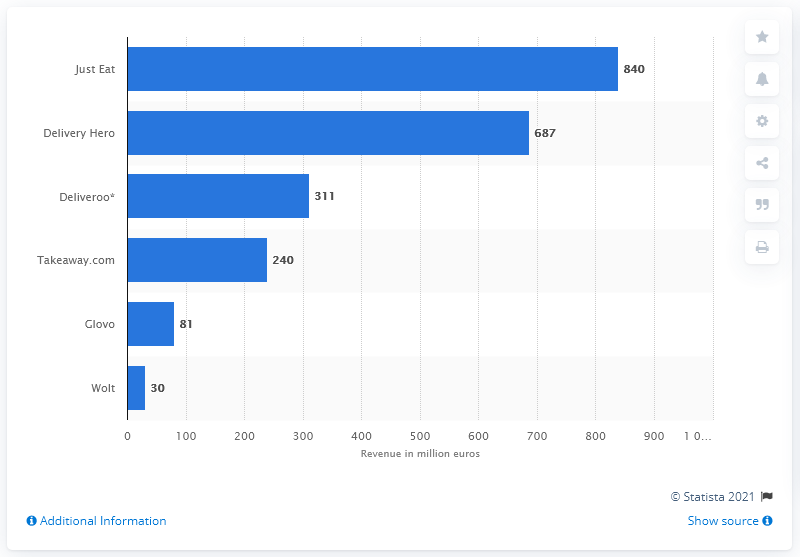 Just Eat 840
Delivery Hero 687
Deliveroo* 311
Takeaway.com 240
Glovo 81
Wolt 30
0 100 200 300 400 500 600 700 800 900 1 0...
Revenue in million euros
© Statista 2021
Additional Information Show source